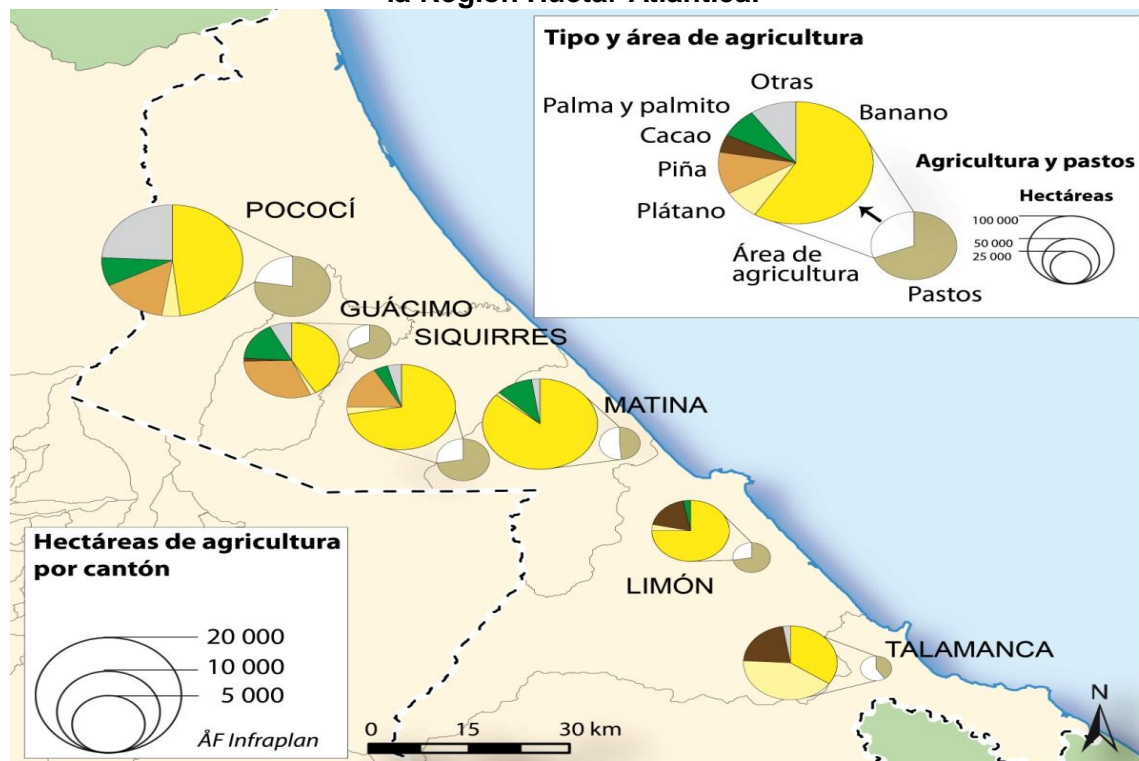 la Región Huetar Atlántica.
Tipo y área de agricultura
Otras
Palma y palmito
Banano
Cacao
Agricultura y pastos
Piña
Hectáreas
Plátano
100 000
50 000
25 000
Área de
agricultura
Pastos
POCOCÍ
GUÁCIMO
SIQUIRRES
MATINA
LIMÓN
TALAMANCA
Hectáreas de agricultura
por cantón
20 000
10 000
5 000
ÅF Infraplan
0 15 30 km
N